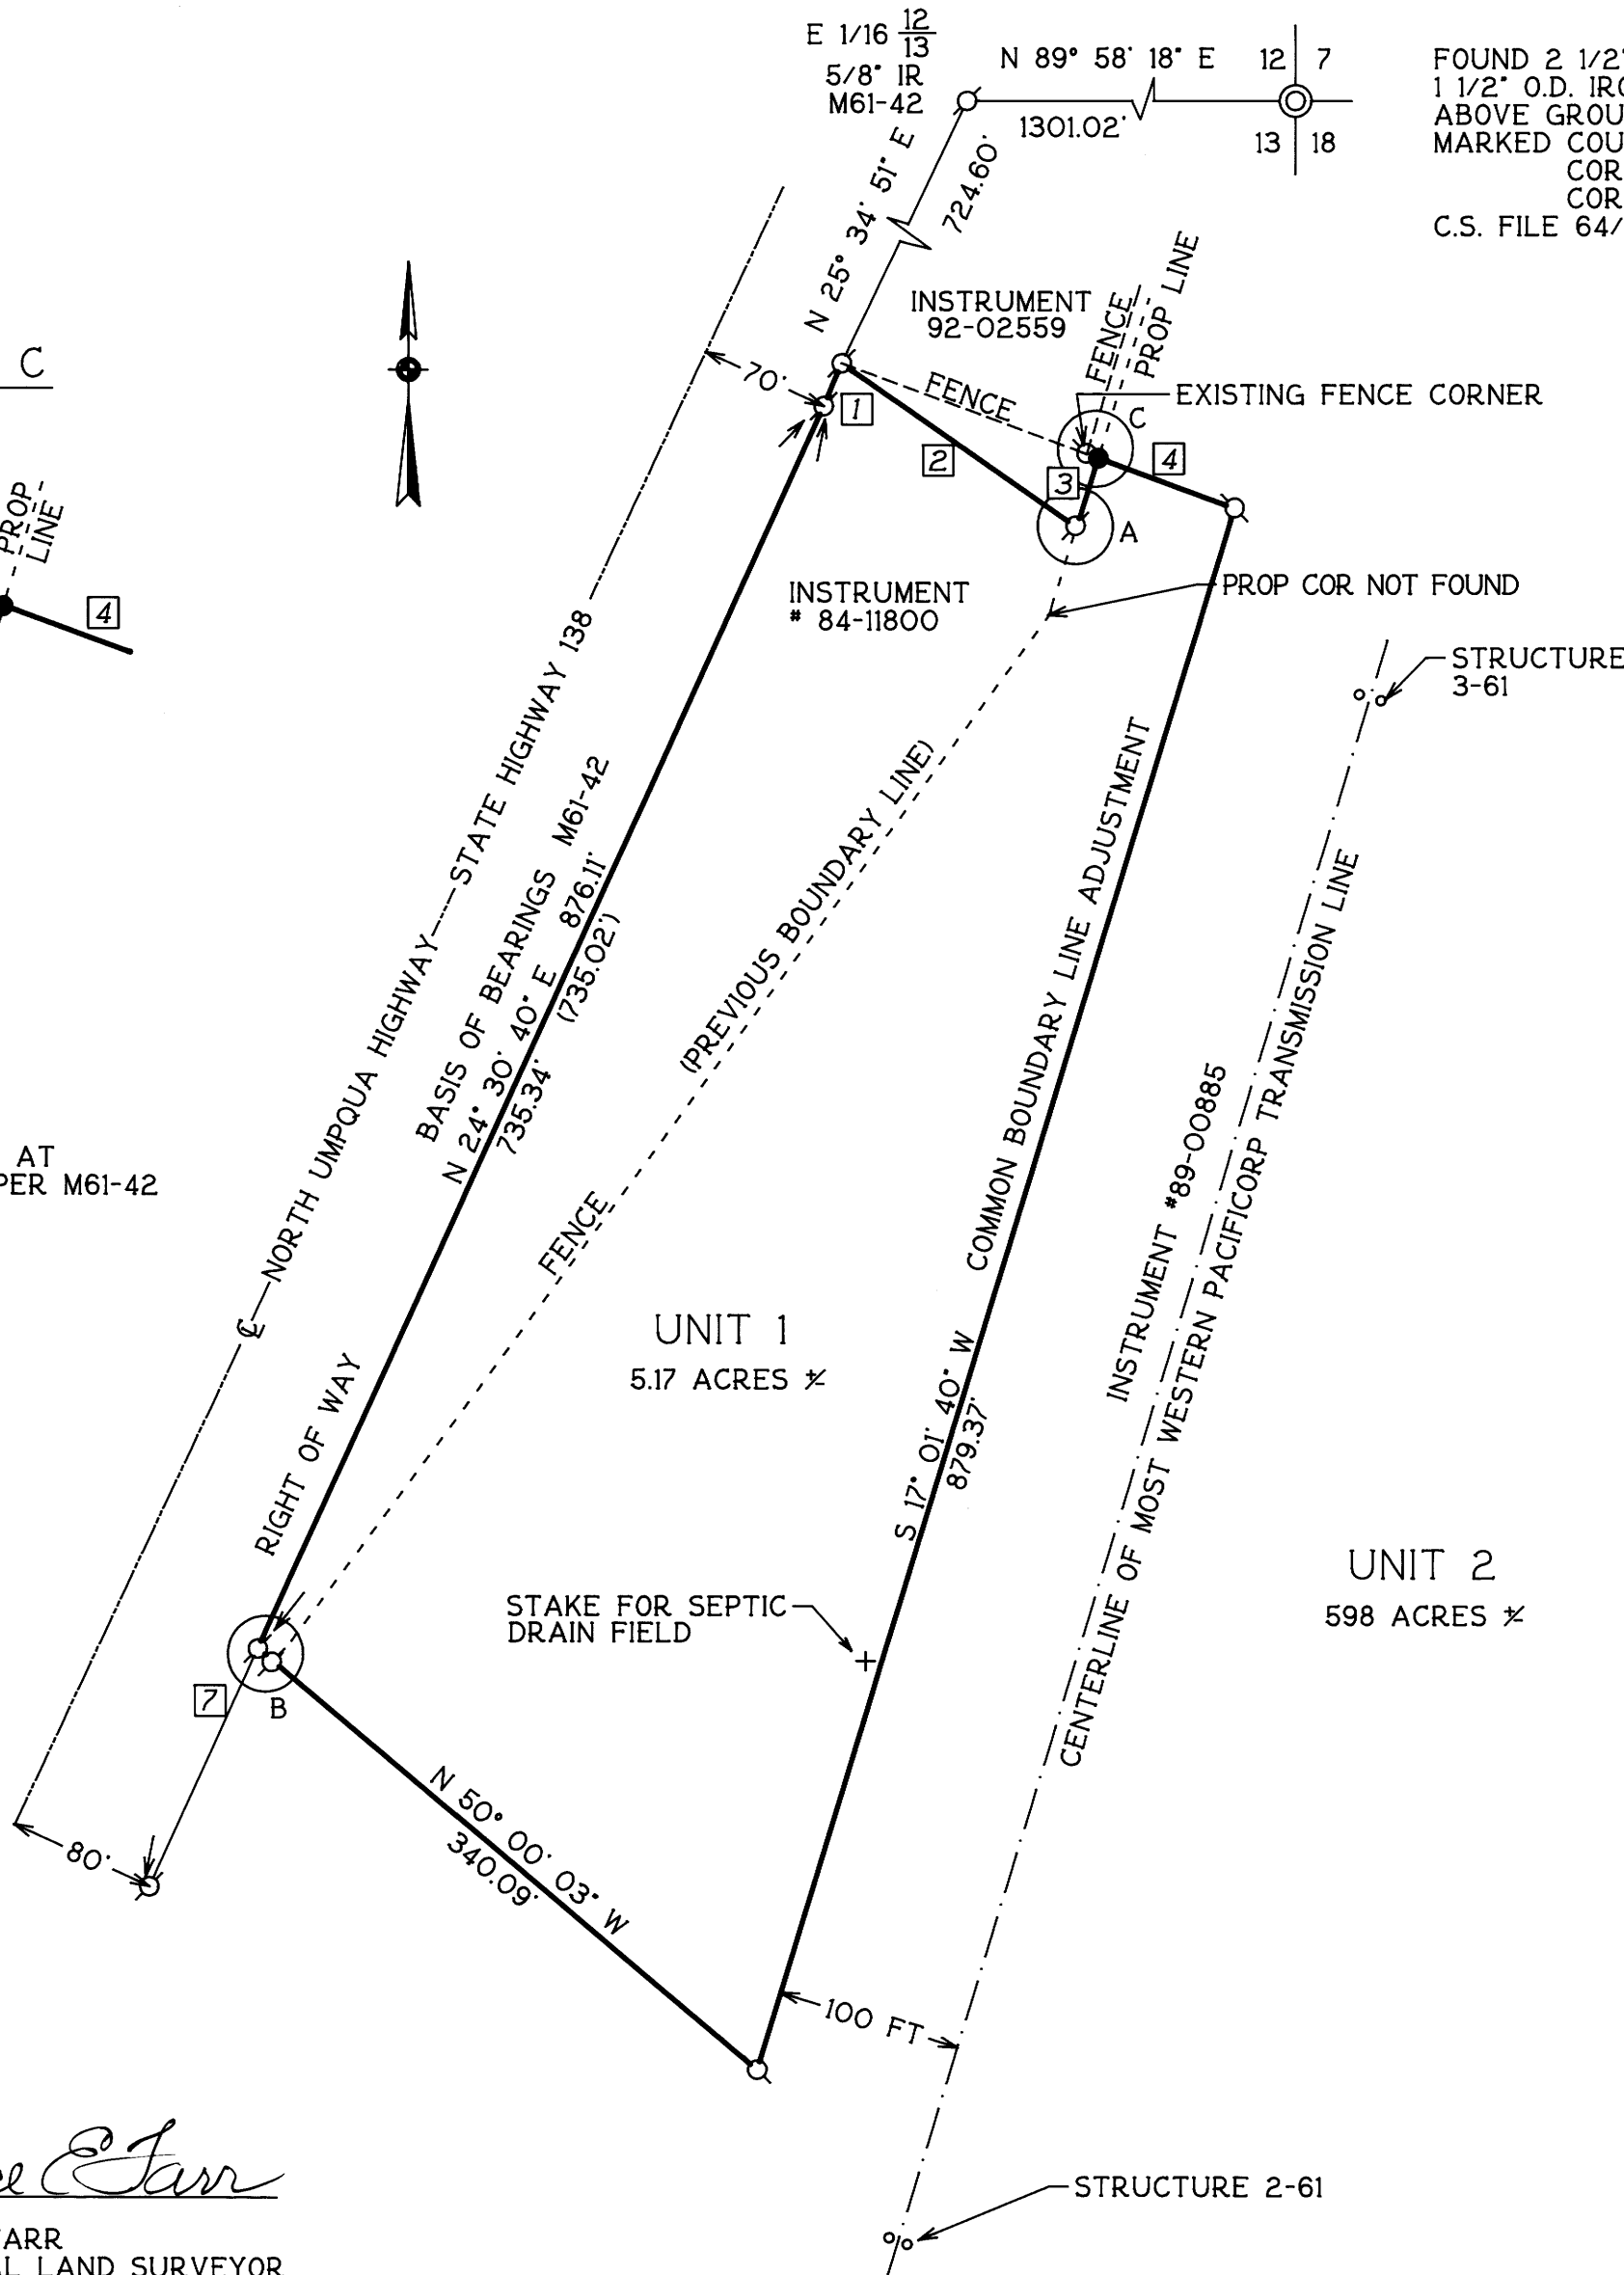 E 1/16 12/13
5/8" IR
M61-42
N 89° 58' 18" E
1301.02'
12 7
13 18
FOUND 2 1/2"
1 1/2" O.D.
ABOVE
MARKED
C.S. FILE 64/
N 25° 34' 51" E
724.60'
C
PROP
LINE
4
INSTRUMENT
92-02559
FENCE
PROP LINE
70'
1
FENCE
EXISTING FENCE CORNER
C
2
4
3
A
PROP COR NOT FOUND
INSTRUMENT
# 84-11800
STRUCTURE
3-61
NORTH UMPQUA HIGHWAY
STATE HIGHWAY 138
BASIS OF BEARINGS M61-42
N 24° 30' 40" E 876.11'
735.34' (735.02')
(PREVIOUS BOUNDARY LINE)
FENCE
COMMON BOUNDARY LINE ADJUSTMENT
S 17° 01' 40" W
879.37'
INSTRUMENT #89-00885
CENTERLINE OF MOST WESTERN PACIFICORP TRANSMISSION LINE
AT
PER M61-42
℄
RIGHT OF WAY
UNIT 1
5.17 ACRES ±
UNIT 2
598 ACRES ±
STAKE FOR SEPTIC
DRAIN FIELD
7
B
80'
N 50° 00' 03" W
340.09'
100 FT
STRUCTURE 2-61
E Farr
FARR
LAND SURVEYOR